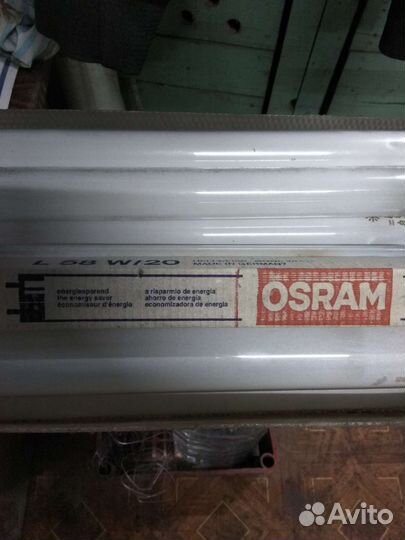 L 58 W/20
MADE IN GERMANY
energiesparend
the energy saver
économiseur d'énergie
a risparmio de energia
ahorro de energia
economizadora de energia
OSRAM
Avito